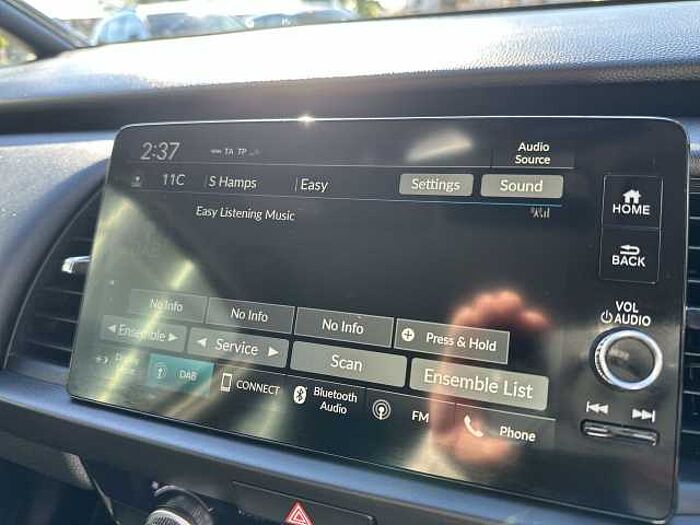 2:37 TA TP Audio
Source
11C S Hamps Easy Settings Sound
Easy Listening Music
HOME
BACK
VOL
AUDIO
No Info No Info No Info Press & Hold
Ensemble Service Scan Ensemble List
DAB CONNECT Bluetooth
Audio FM Phone